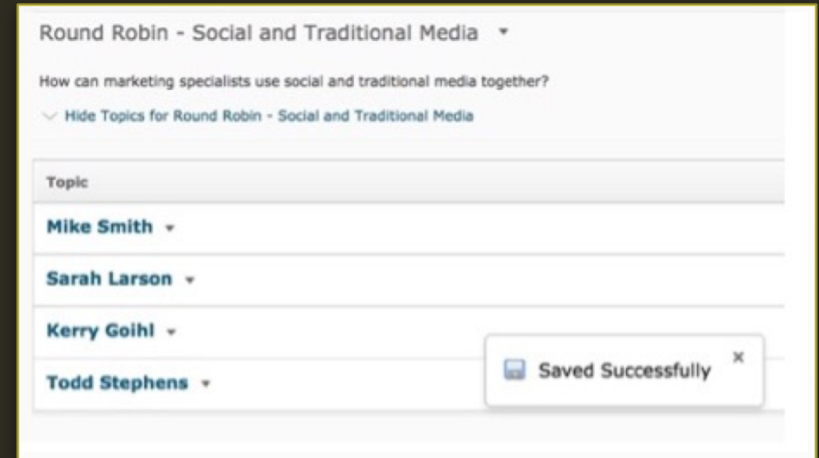 Round Robin - Social and Traditional Media
How can marketing specialists use social and traditional media together?
Hide Topics for Round Robin - Social and Traditional Media
Topic
Mike Smith
Sarah Larson
Kerry Goihl
Todd Stephens
Saved Successfully